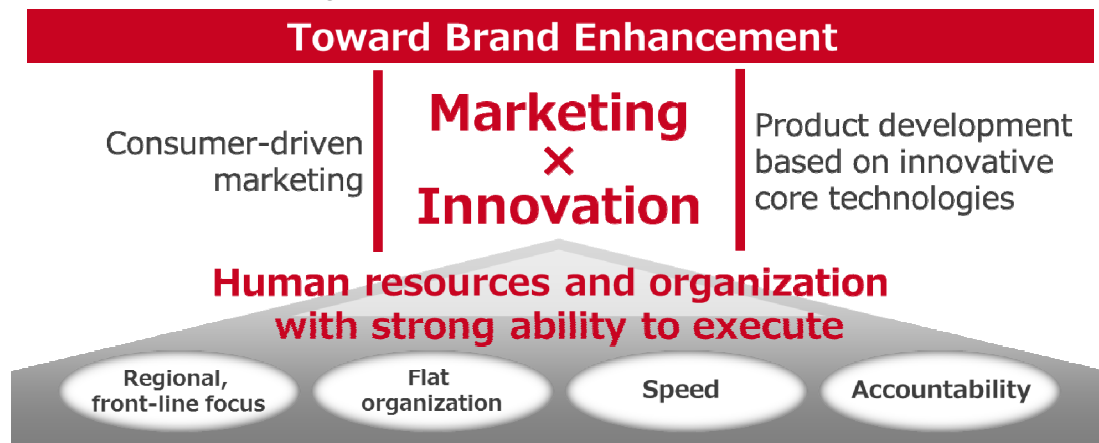 Toward Brand Enhancement
Consumer-driven
marketing
Marketing
×
Innovation
Product development
based on innovative
core technologies
Human resources and organization
with strong ability to execute
Regional,
front-line focus
Flat
organization
Speed
Accountability